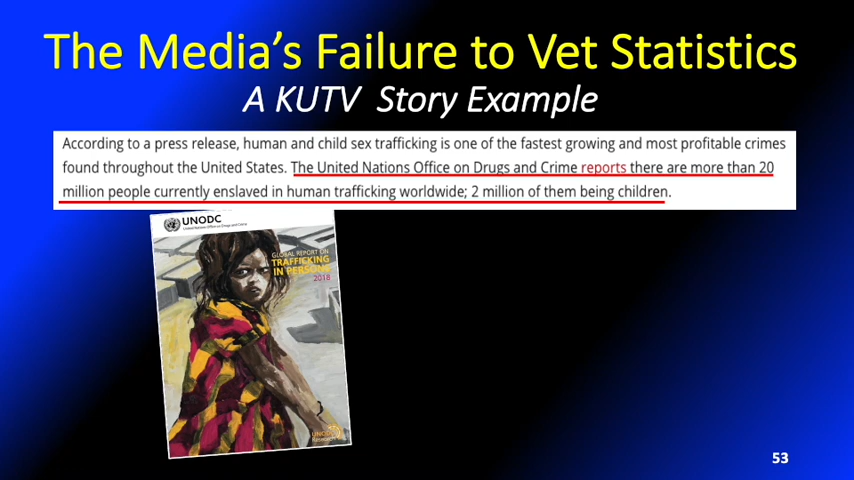 The Media's Failure to Vet Statistics
A KUTV Story Example
According to a press release, human and child sex trafficking is one of the fastest growing and most profitable crimes
found throughout the United States. The United Nations Office on Drugs and Crime reports there are more than 20
million people currently enslaved in human trafficking worldwide; 2 million of them being children.
UNODC
United Nations Office on Drugs and Crime
GLOBAL REPORT ON
TRAFFICKING
IN PERSONS
2018
UNODC
Research
53